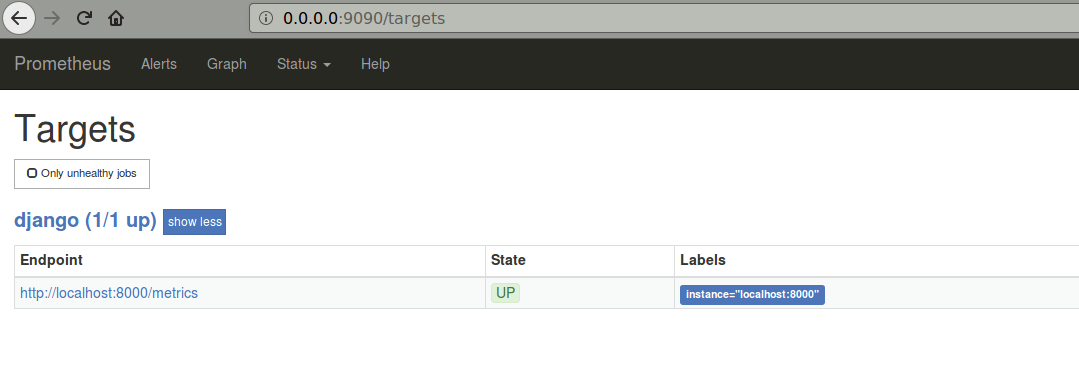 0.0.0.0:9090/targets
Prometheus Alerts Graph Status Help
Targets
Only unhealthy jobs
django (1/1 up) show less
Endpoint State Labels
http://localhost:8000/metrics UP instance="localhost:8000"